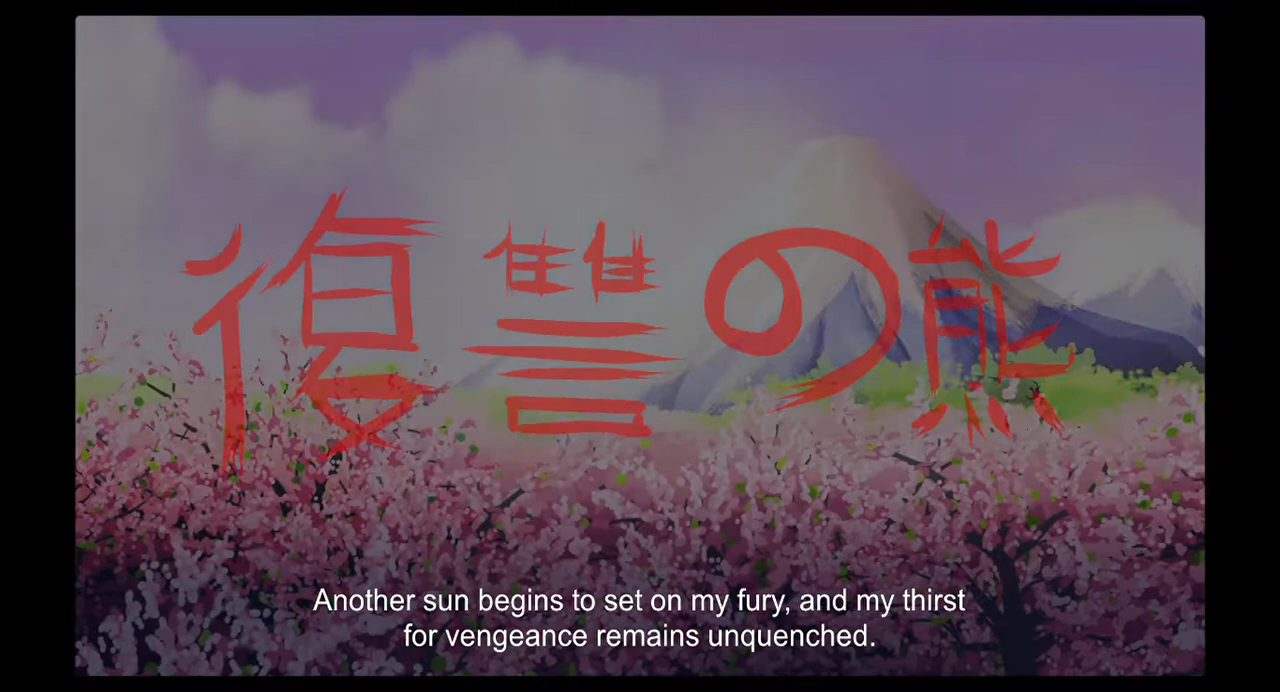 復讐の熊
Another sun begins to set on my fury, and my thirst
for vengeance remains unquenched.